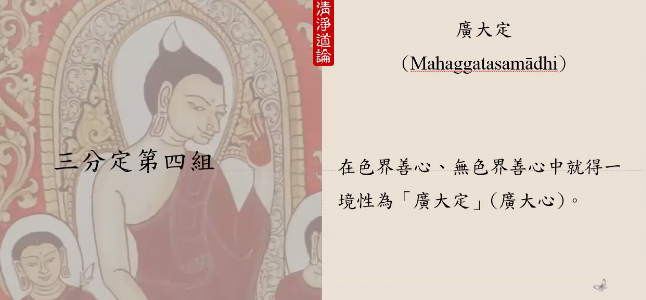 三分定第四組
清淨道論
廣大定
（Mahaggatasamādhi）
在色界善心、無色界善心中就得一
境性為「廣大定」（廣大心）。